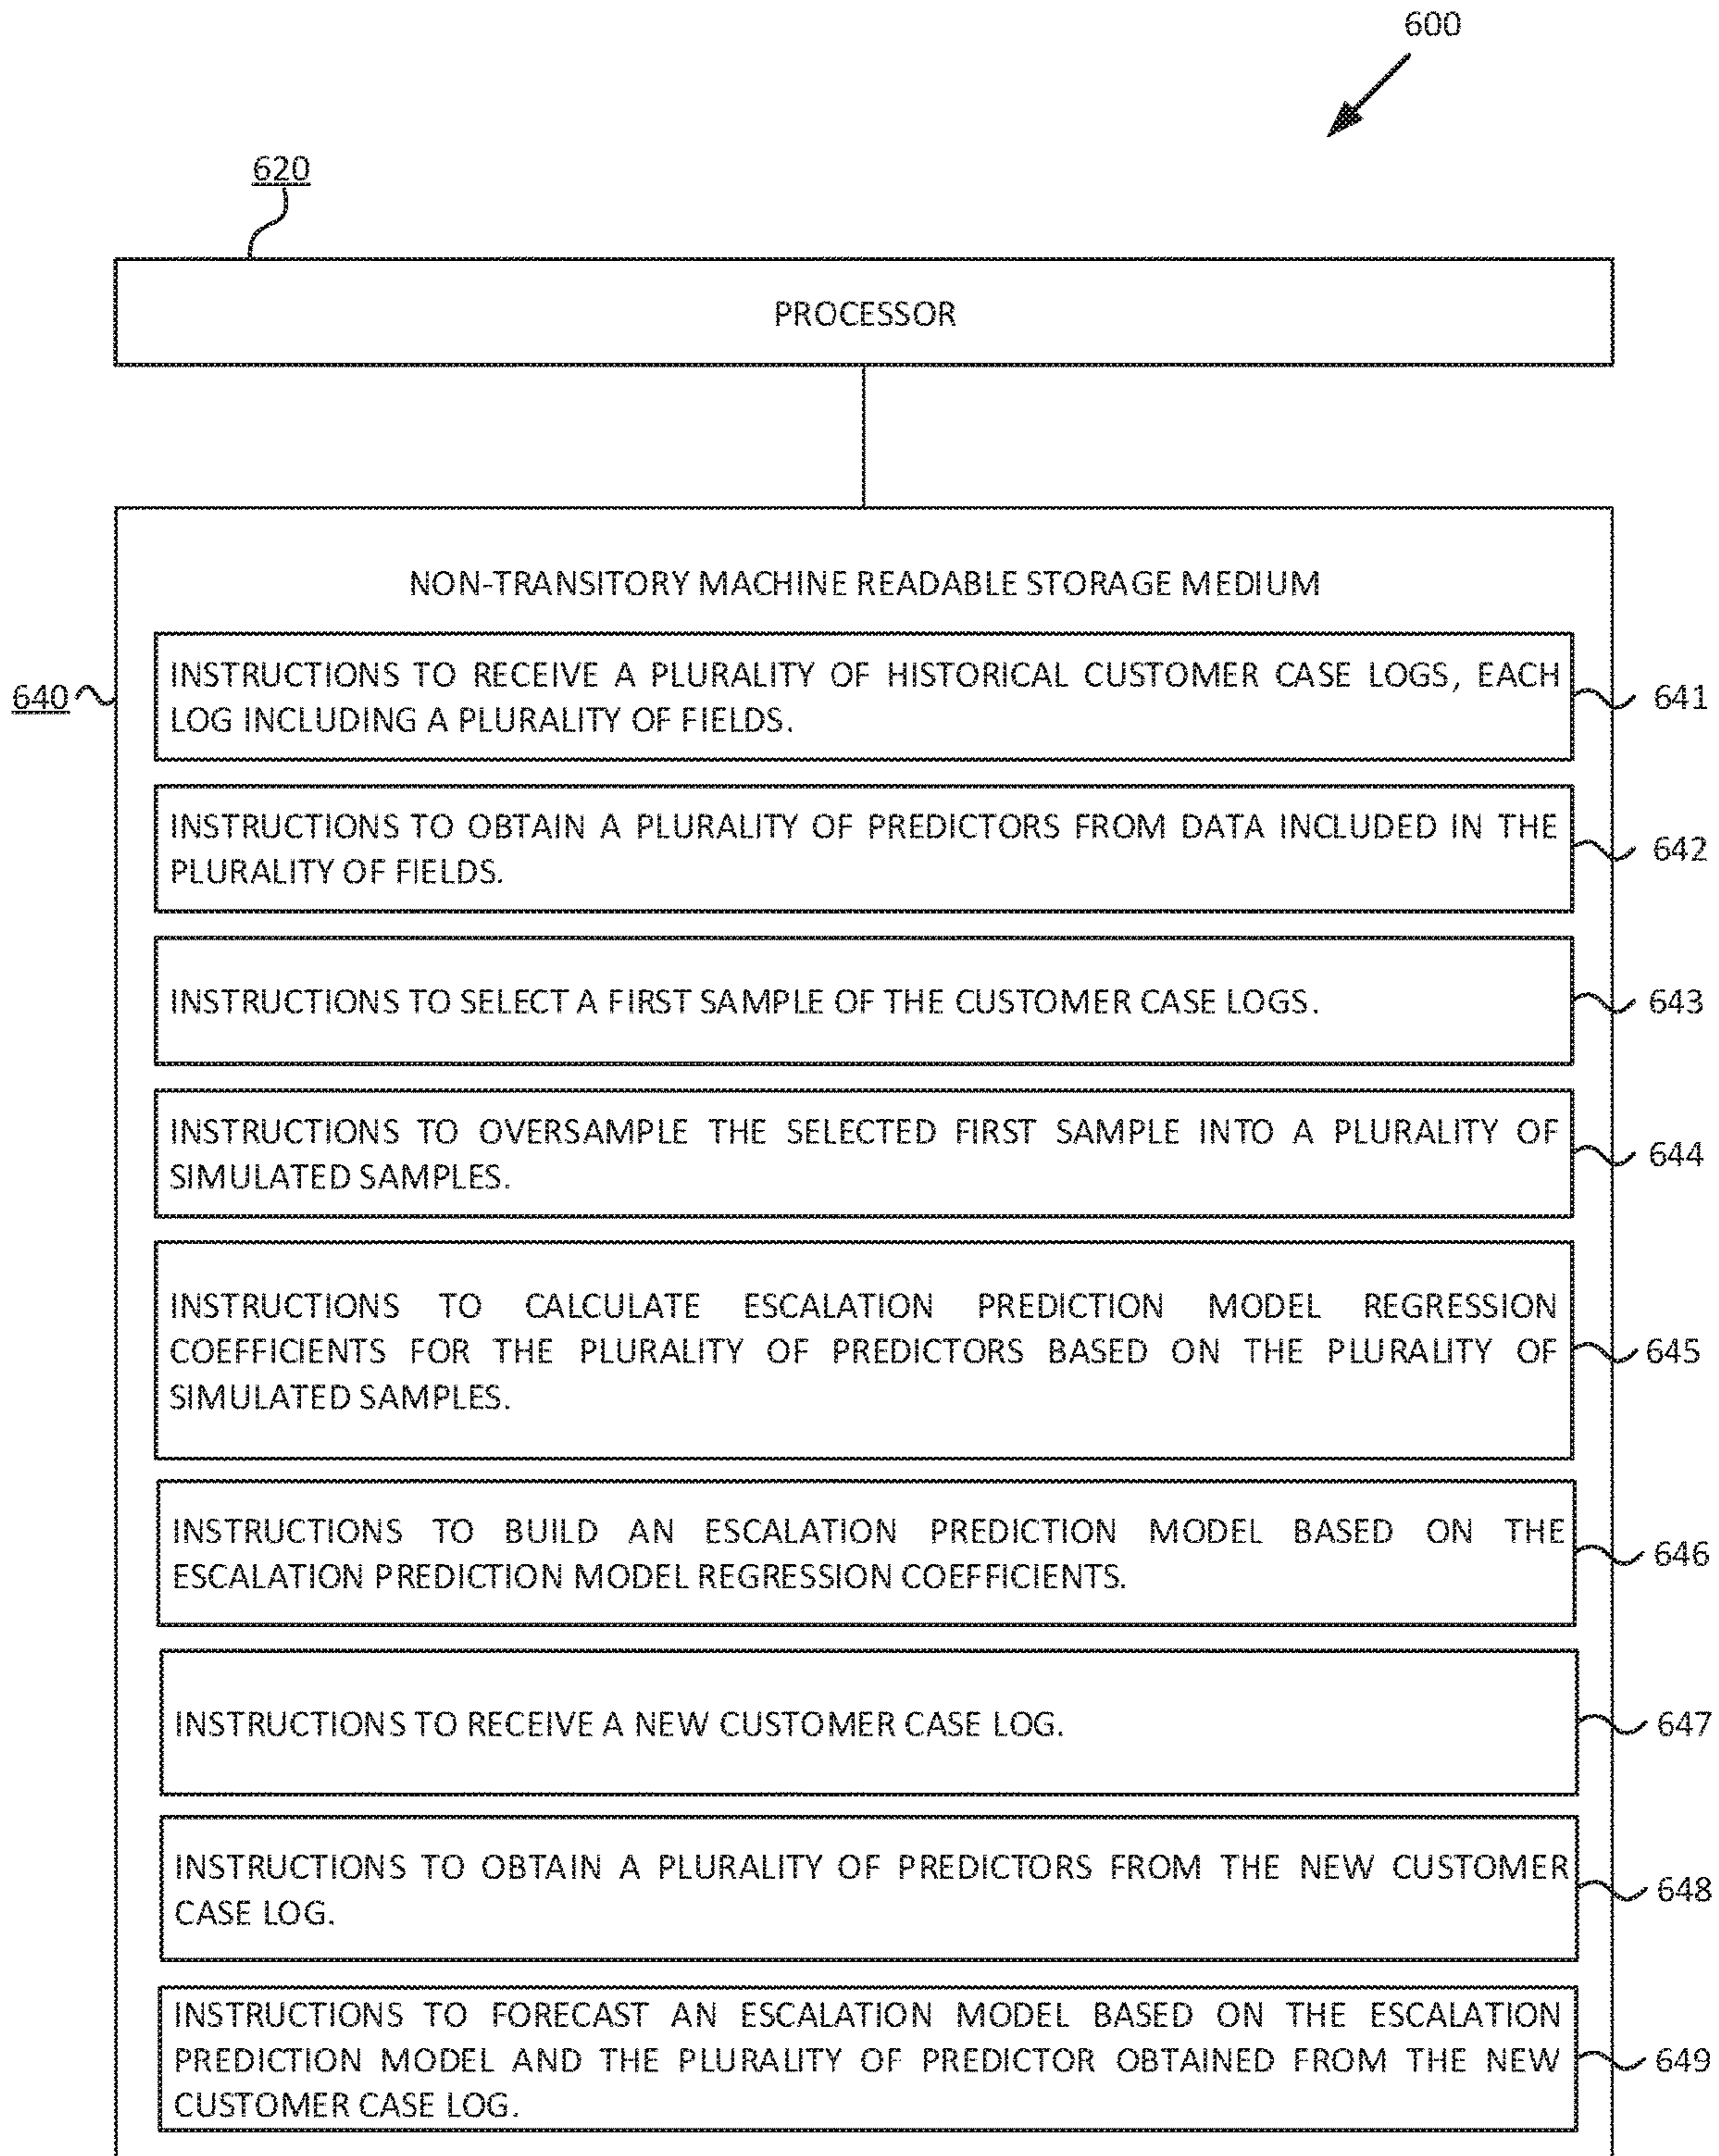 600
620
PROCESSOR
NON-TRANSITORY MACHINE READABLE STORAGE MEDIUM
640
INSTRUCTIONS TO RECEIVE A PLURALITY OF HISTORICAL CUSTOMER CASE LOGS, EACH
LOG INCLUDING A PLURALITY OF FIELDS.
641
INSTRUCTIONS TO OBTAIN A PLURALITY OF PREDICTORS FROM DATA INCLUDED IN THE
PLURALITY OF FIELDS.
642
INSTRUCTIONS TO SELECT A FIRST SAMPLE OF THE CUSTOMER CASE LOGS.
643
INSTRUCTIONS TO OVERSAMPLE THE SELECTED FIRST SAMPLE INTO A PLURALITY OF
SIMULATED SAMPLES.
644
INSTRUCTIONS TO CALCULATE ESCALATION PREDICTION MODEL REGRESSION
COEFFICIENTS FOR THE PLURALITY OF PREDICTORS BASED ON THE PLURALITY OF
SIMULATED SAMPLES.
645
INSTRUCTIONS TO BUILD AN ESCALATION PREDICTION MODEL BASED ON THE
ESCALATION PREDICTION MODEL REGRESSION COEFFICIENTS.
646
INSTRUCTIONS TO RECEIVE A NEW CUSTOMER CASE LOG.
647
INSTRUCTIONS TO OBTAIN A PLURALITY OF PREDICTORS FROM THE NEW CUSTOMER
CASE LOG.
648
INSTRUCTIONS TO FORECAST AN ESCALATION MODEL BASED ON THE ESCALATION
PREDICTION MODEL AND THE PLURALITY OF PREDICTOR OBTAINED FROM THE NEW
CUSTOMER CASE LOG.
649